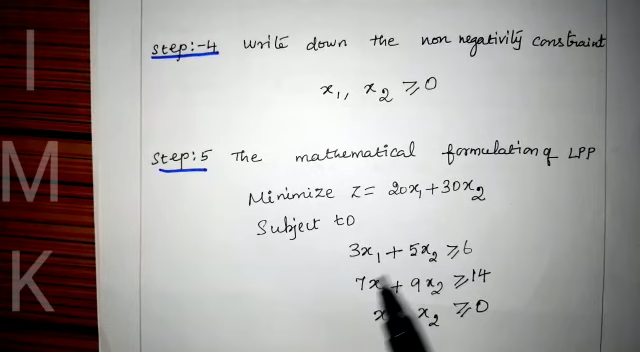 I
M
K
Step:-4 Write down the non negativity constraint
x₁, x₂ ≥ 0
Step:5 The mathematical formulation of LPP
Minimize Z = 20x₁ + 30x₂
Subject to
3x₁ + 5x₂ ≥ 6
7x + 9x₂ ≥ 14
x x₂ ≥ 0